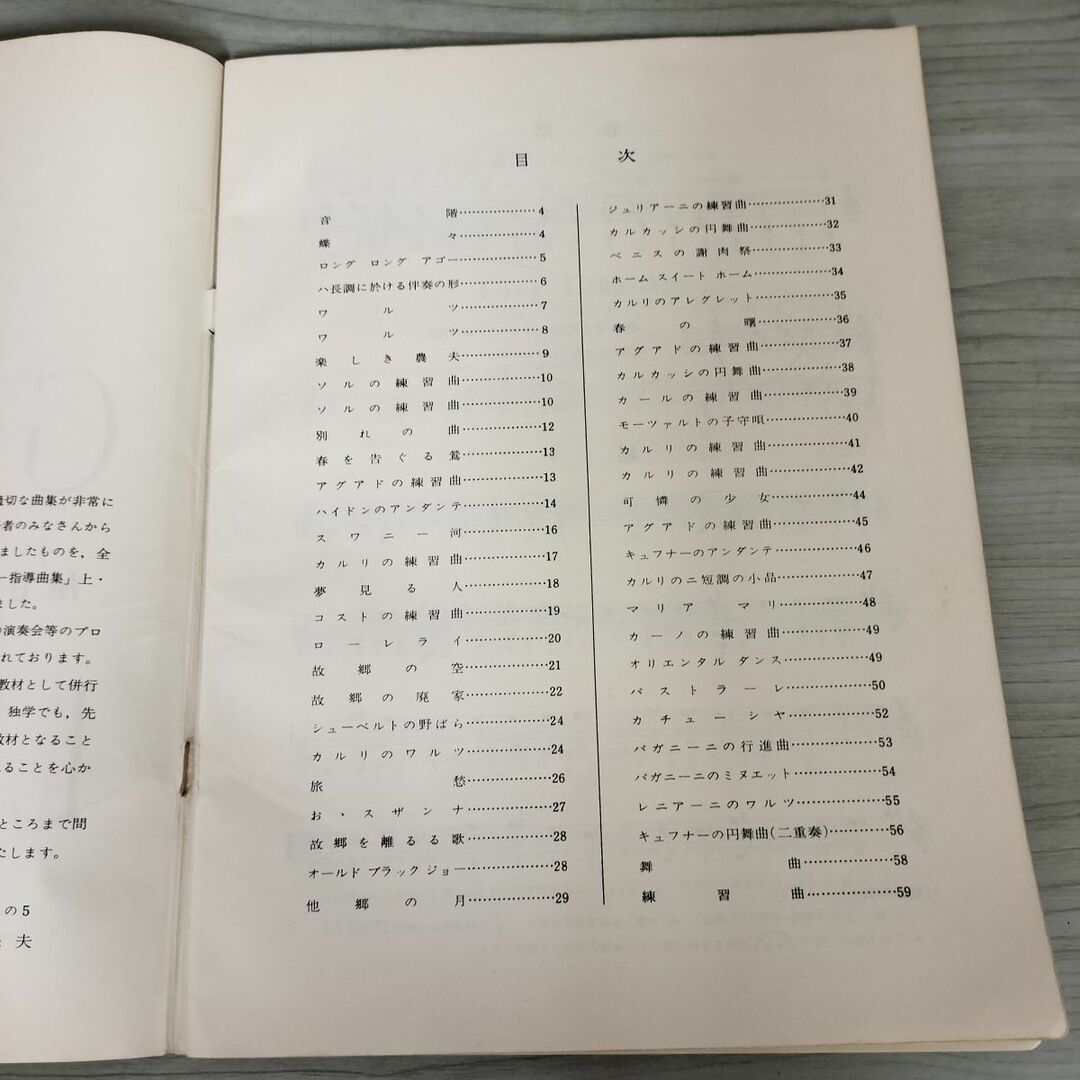 適切な曲集が非常に
者のみなさんから
ましたものを，全
ー指導曲集」上・
ました。
演奏会等のプロ
れております。
教材として併行
独学でも，先
教材となること
ることを心か
ところまで問
たします。
の5
夫
目次
音階…………4
蝶々…………4
ロング ロング アゴー…………5
ハ長調に於ける伴奏の形…………6
ワルツ…………7
ワルツ…………8
楽しき農夫…………9
ソルの練習曲…………10
ソルの練習曲…………10
別れの曲…………12
春を告ぐる鶯…………13
アグアドの練習曲…………13
ハイドンのアンダンテ…………14
スワニー河…………16
カルリの練習曲…………17
夢見る人…………18
コストの練習曲…………19
ローレライ…………20
故郷の空…………21
故郷の廃家…………22
シューベルトの野ばら…………24
カルリのワルツ…………24
旅愁…………26
お、スザンナ…………27
故郷を離るる歌…………28
オールド ブラック ジョー…………28
他郷の月…………29
ジュリアーニの練習曲…………31
カルカッシの円舞曲…………32
ベニスの謝肉祭…………33
ホーム スイート ホーム…………34
カルリのアレグレット…………35
春の曙…………36
アグアドの練習曲…………37
カルカッシの円舞曲…………38
カールの練習曲…………39
モーツァルトの子守唄…………40
カルリの練習曲…………41
カルリの練習曲…………42
可憐の少女…………44
アグアドの練習曲…………45
キュフナーのアンダンテ…………46
カルリのニ短調の小品…………47
マリア マリ…………48
カーノの練習曲…………49
オリエンタル ダンス…………49
パストラーレ…………50
カチューシャ…………52
パガニーニの行進曲…………53
パガニーニのミヌエット…………54
レニアーニのワルツ…………55
キュフナーの円舞曲(二重奏)…………56
舞曲…………58
練習曲…………59